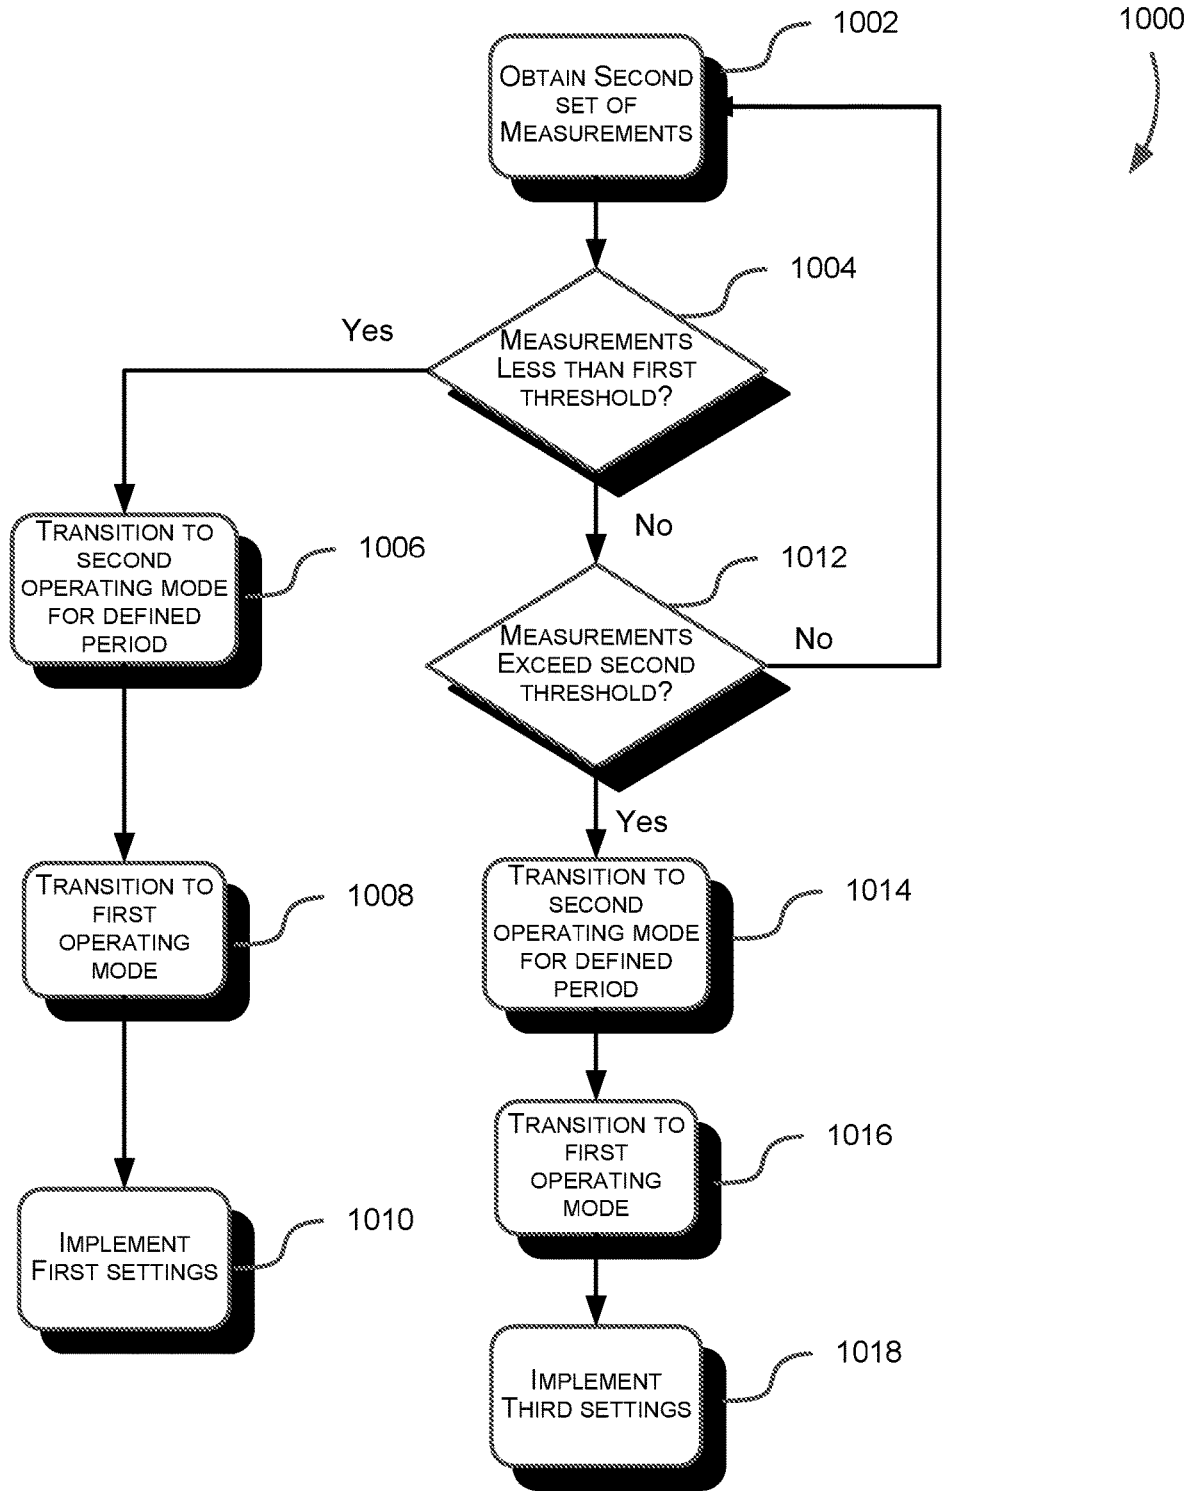 1002
1000
OBTAIN SECOND
SET OF
MEASUREMENTS
1004
Yes
MEASUREMENTS
LESS THAN FIRST
THRESHOLD?
No
TRANSITION TO
SECOND
OPERATING MODE
FOR DEFINED
PERIOD
1006
1012
MEASUREMENTS
EXCEED SECOND
THRESHOLD?
No
Yes
TRANSITION TO
FIRST
OPERATING
MODE
1008
TRANSITION TO
SECOND
OPERATING MODE
FOR DEFINED
PERIOD
1014
TRANSITION TO
FIRST
OPERATING
MODE
1016
IMPLEMENT
FIRST SETTINGS
1010
IMPLEMENT
THIRD SETTINGS
1018